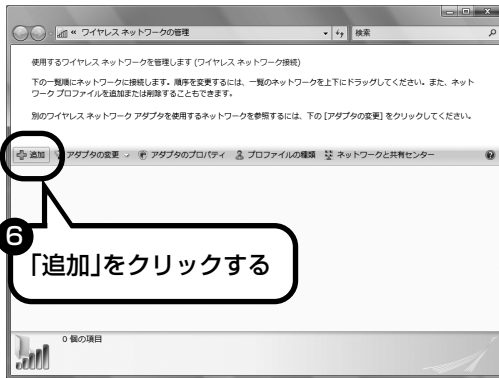 « ワイヤレス ネットワークの管理
検索
使用するワイヤレス ネットワークを管理します (ワイヤレス ネットワーク接続)
下の一覧順にネットワークに接続します。順序を変更するには、一覧のネットワークを上下にドラッグしてください。また、ネット
ワーク プロファイルを追加または削除することもできます。
別のワイヤレス ネットワーク アダプタを使用するネットワークを参照するには、下の [アダプタの変更] をクリックしてください。
追加 アダプタの変更 アダプタのプロパティ プロファイルの種類 ネットワークと共有センター
6
「追加」をクリックする
0 個の項目